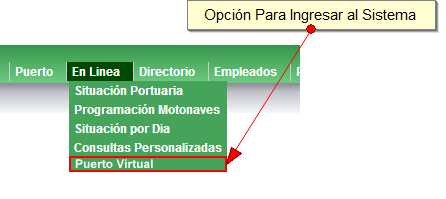 Opción Para Ingresar al Sistema
Puerto En Linea Directorio Empleados
Situación Portuaria
Programación Motonaves
Situación por Dia
Consultas Personalizadas
Puerto Virtual